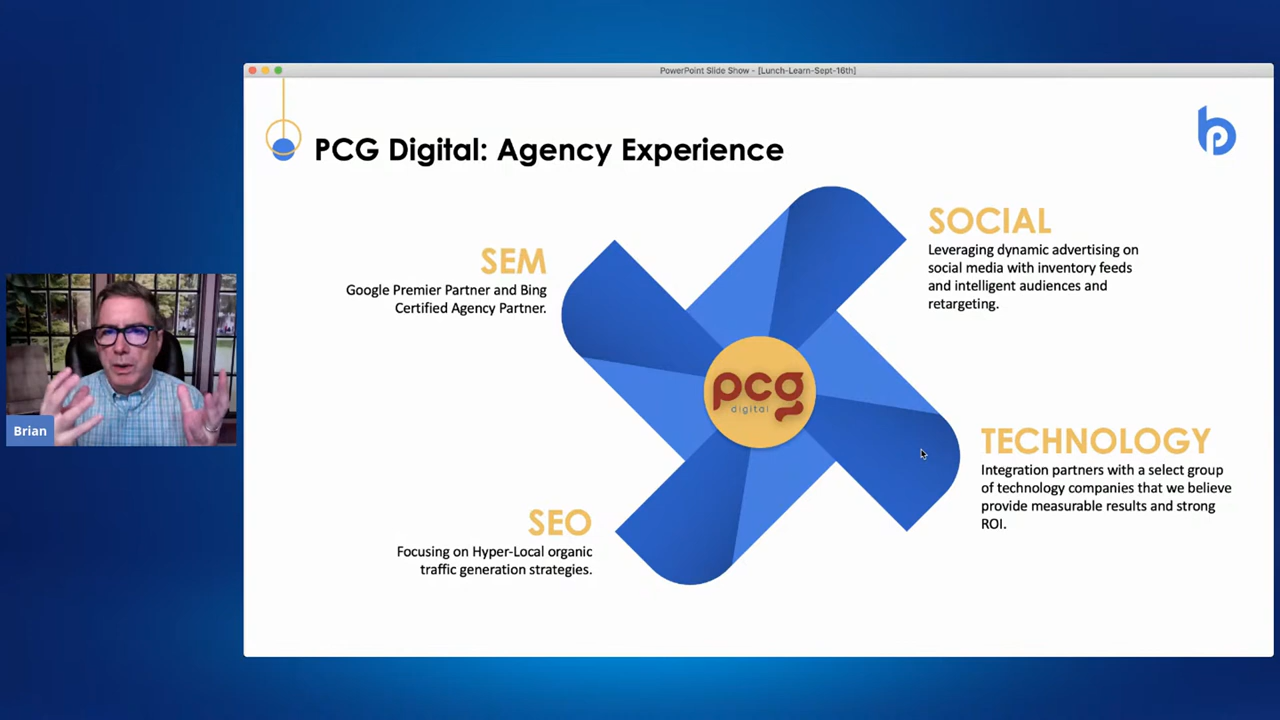 PowerPoint Slide Show - [Lunch-Learn-Sept-16th]
PCG Digital: Agency Experience
bp
SEM
Google Premier Partner and Bing
Certified Agency Partner.
SOCIAL
Leveraging dynamic advertising on
social media with inventory feeds
and intelligent audiences and
retargeting.
pcg
digital
TECHNOLOGY
Integration partners with a select group
of technology companies that we believe
provide measurable results and strong
ROI.
SEO
Focusing on Hyper-Local organic
traffic generation strategies.
Brian